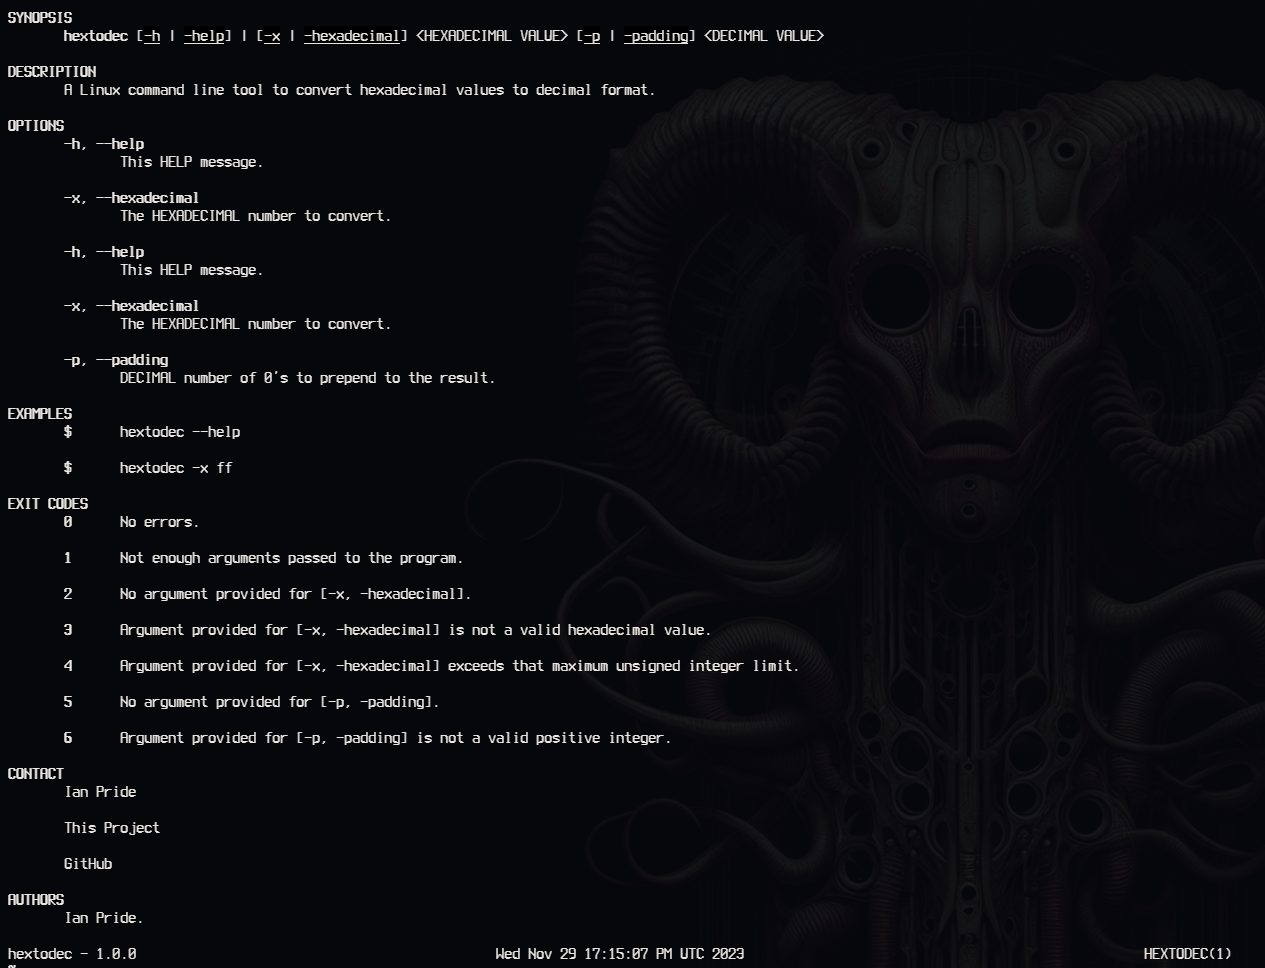 SYNOPSIS
hextodec [-h | -help] | [-x | -hexadecimal] <HEXADECIMAL VALUE> [-p | -padding] <DECIMAL VALUE>
DESCRIPTION
A Linux command line tool to convert hexadecimal values to decimal format.
OPTIONS
-h, --help
This HELP message.
-x, --hexadecimal
The HEXADECIMAL number to convert.
-h, --help
This HELP message.
-x, --hexadecimal
The HEXADECIMAL number to convert.
-p, --padding
DECIMAL number of 0's to prepend to the result.
EXAMPLES
$ hextodec --help
$ hextodec -x ff
EXIT CODES
0 No errors.
1 Not enough arguments passed to the program.
2 No argument provided for [-x, -hexadecimal].
3 Argument provided for [-x, -hexadecimal] is not a valid hexadecimal value.
4 Argument provided for [-x, -hexadecimal] exceeds that maximum unsigned integer limit.
5 No argument provided for [-p, -padding].
6 Argument provided for [-p, -padding] is not a valid positive integer.
CONTACT
Ian Pride
This Project
GitHub
AUTHORS
Ian Pride.
hextodec - 1.0.0 Wed Nov 29 17:15:07 PM UTC 2023 HEXTODEC(1)